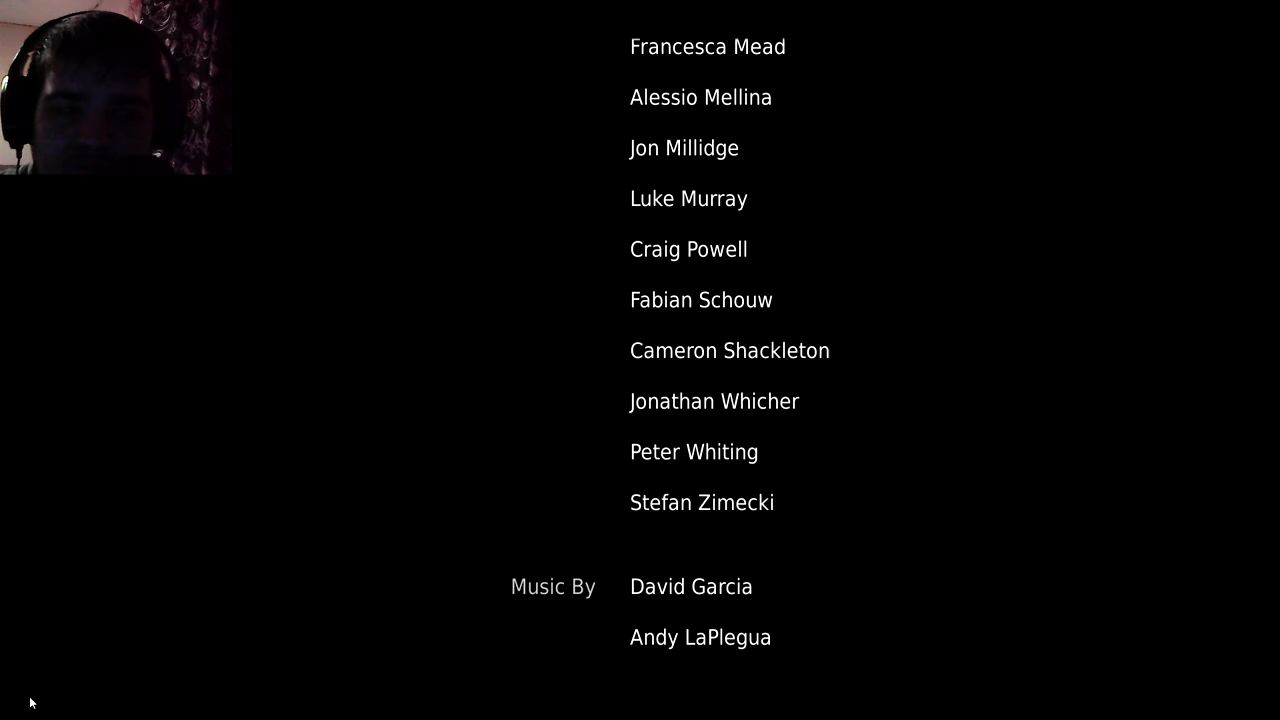 Francesca Mead
Alessio Mellina
Jon Millidge
Luke Murray
Craig Powell
Fabian Schouw
Cameron Shackleton
Jonathan Whicher
Peter Whiting
Stefan Zimecki
Music By David Garcia
Andy LaPlegua